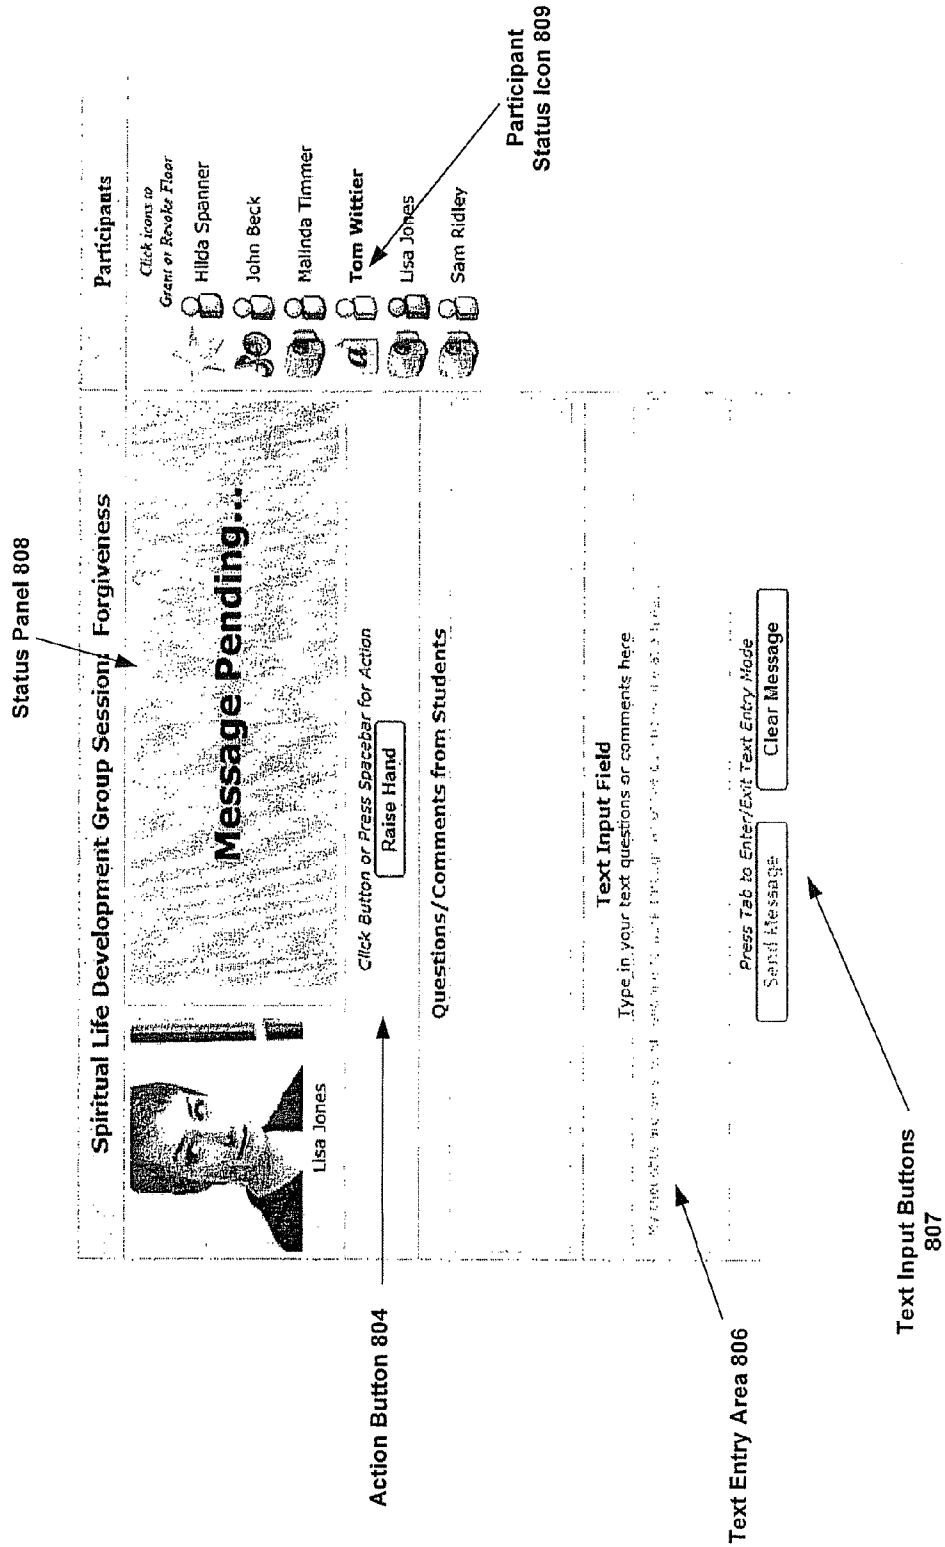 Status Panel 808
Spiritual Life Development Group Session: Forgiveness
Participants
Lisa Jones
Message Pending...
Click icons to
Grant or Revoke Floor
Hilda Spanner
John Beck
Malinda Timmer
Tom Wittier
Lisa Jones
Sam Ridley
Participant
Status Icon 809
Click Button or Press Spacebar for Action
Raise Hand
Action Button 804
Questions/Comments from Students
Text Input Field
Type in your text questions or comments here
Text Entry Area 806
Press Tab to Enter/Exit Text Entry Mode
Send Message
Clear Message
Text Input Buttons
807